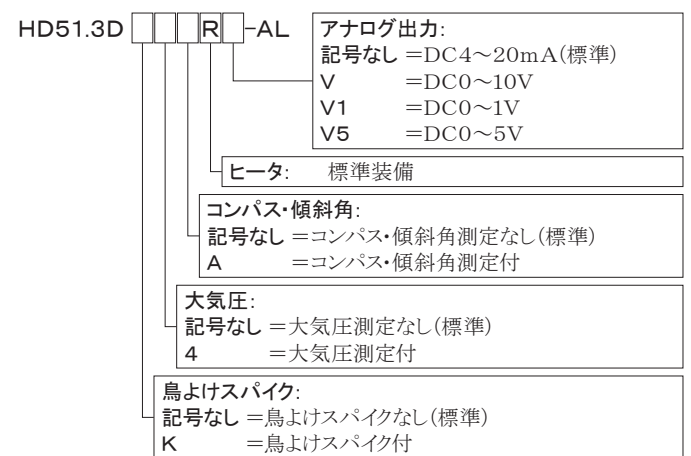 HD51.3D□□□R□-AL
アナログ出力:
記号なし =DC4～20mA(標準)
V =DC0～10V
V1 =DC0～1V
V5 =DC0～5V
ヒータ: 標準装備
コンパス・傾斜角:
記号なし =コンパス・傾斜角測定なし(標準)
A =コンパス・傾斜角測定付
大気圧:
記号なし =大気圧測定なし(標準)
4 =大気圧測定付
鳥よけスパイク:
記号なし =鳥よけスパイクなし(標準)
K =鳥よけスパイク付